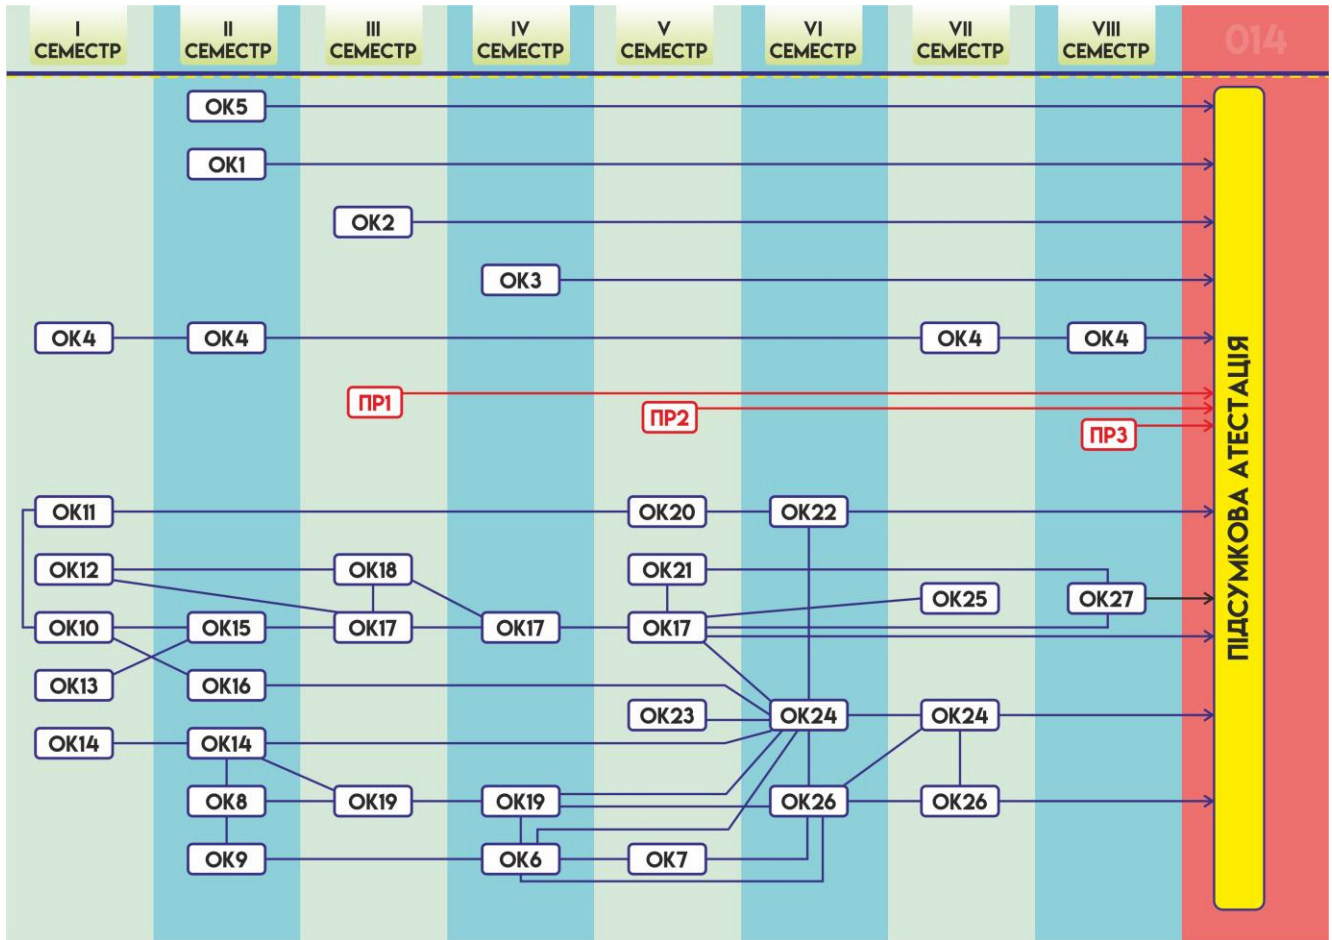 I
СЕМЕСТР
II
СЕМЕСТР
III
СЕМЕСТР
IV
СЕМЕСТР
V
СЕМЕСТР
VI
СЕМЕСТР
VII
СЕМЕСТР
VIII
СЕМЕСТР
014
ОК5
ОК1
ОК2
ОК3
ОК4
ОК4
ОК4
ОК4
ПР1
ПР2
ПР3
ОК11
ОК20
ОК22
ОК12
ОК18
ОК21
ОК25
ОК27
ОК10
ОК15
ОК17
ОК17
ОК17
ОК13
ОК16
ОК23
ОК24
ОК24
ОК14
ОК14
ОК8
ОК19
ОК19
ОК26
ОК26
ОК9
ОК6
ОК7
ПІДСУМКОВА АТЕСТАЦІЯ